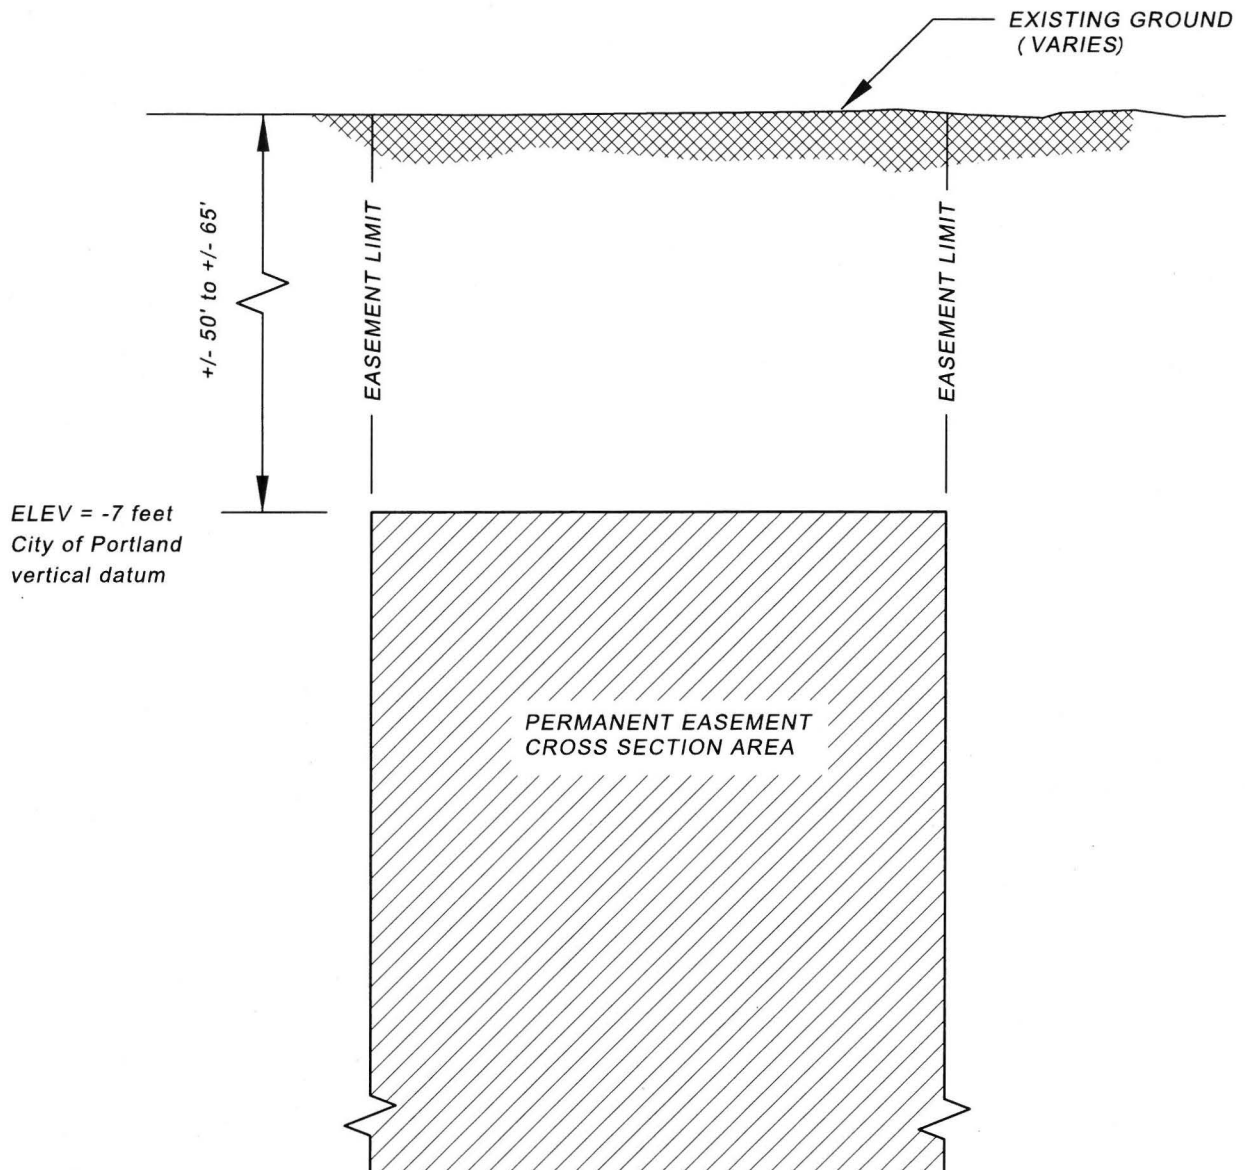 EXISTING GROUND
( VARIES)
+/- 50' to +/- 65'
EASEMENT LIMIT
EASEMENT LIMIT
ELEV = -7 feet
City of Portland
vertical datum
PERMANENT EASEMENT
CROSS SECTION AREA